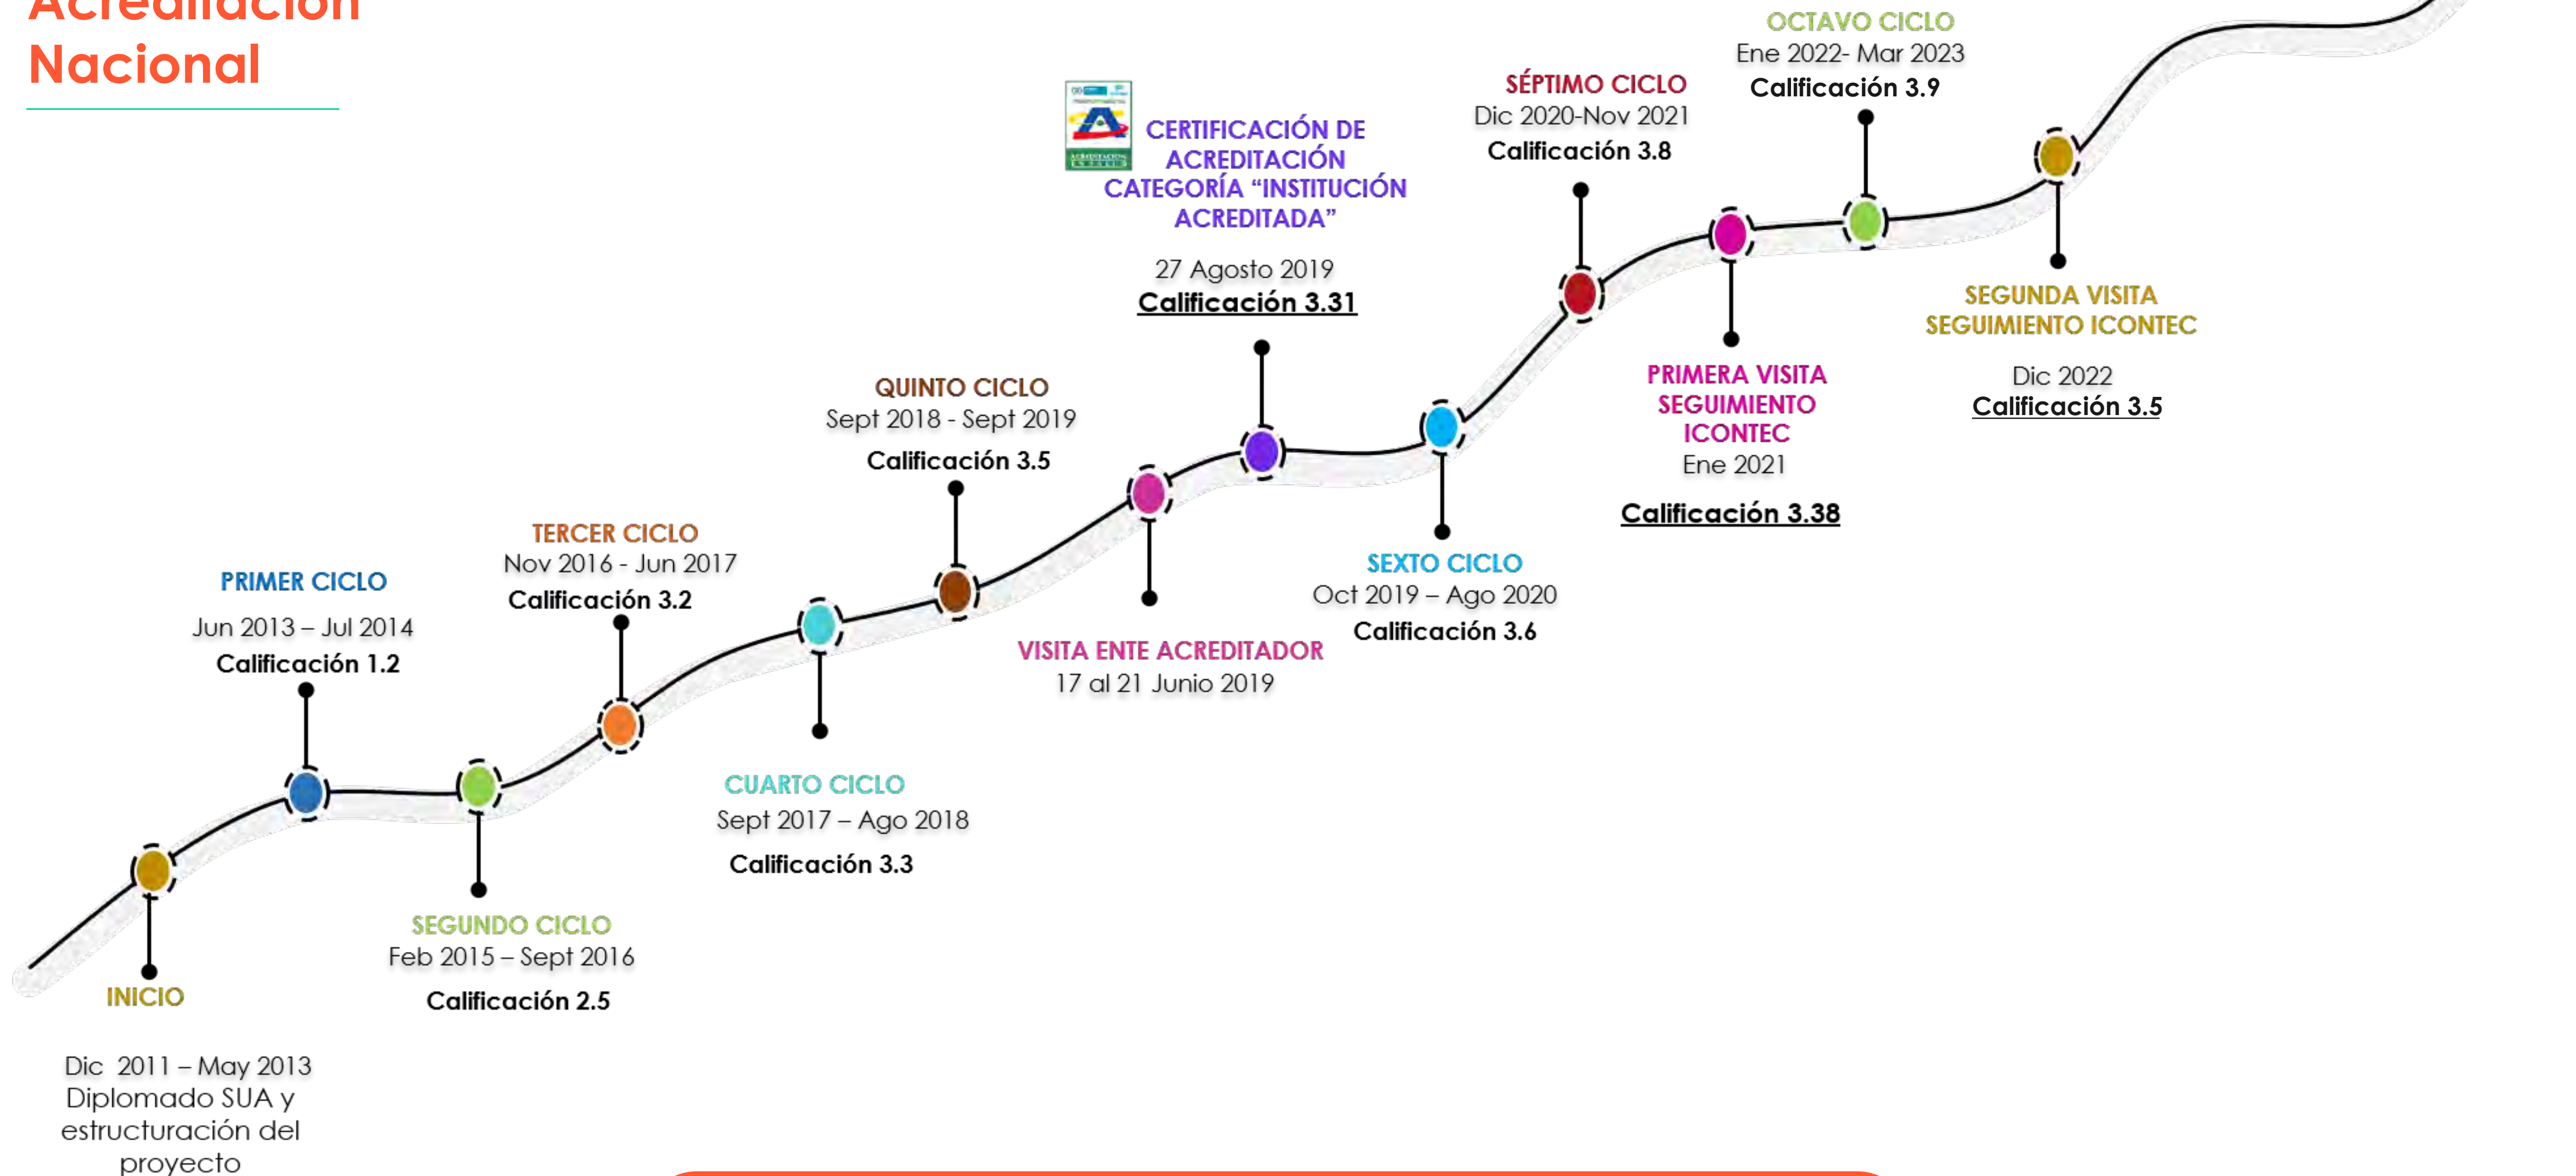 Acreditación
Nacional
INICIO
Dic 2011 – May 2013
Diplomado SUA y
estructuración del
proyecto
PRIMER CICLO
Jun 2013 – Jul 2014
Calificación 1.2
SEGUNDO CICLO
Feb 2015 – Sept 2016
Calificación 2.5
TERCER CICLO
Nov 2016 - Jun 2017
Calificación 3.2
CUARTO CICLO
Sept 2017 – Ago 2018
Calificación 3.3
QUINTO CICLO
Sept 2018 - Sept 2019
Calificación 3.5
VISITA ENTE ACREDITADOR
17 al 21 Junio 2019
ACREDITACIÓN
EN SALUD
CERTIFICACIÓN DE
ACREDITACIÓN
CATEGORÍA “INSTITUCIÓN
ACREDITADA”
27 Agosto 2019
Calificación 3.31
SEXTO CICLO
Oct 2019 – Ago 2020
Calificación 3.6
SÉPTIMO CICLO
Dic 2020-Nov 2021
Calificación 3.8
PRIMERA VISITA
SEGUIMIENTO
ICONTEC
Ene 2021
Calificación 3.38
OCTAVO CICLO
Ene 2022- Mar 2023
Calificación 3.9
SEGUNDA VISITA
SEGUIMIENTO ICONTEC
Dic 2022
Calificación 3.5